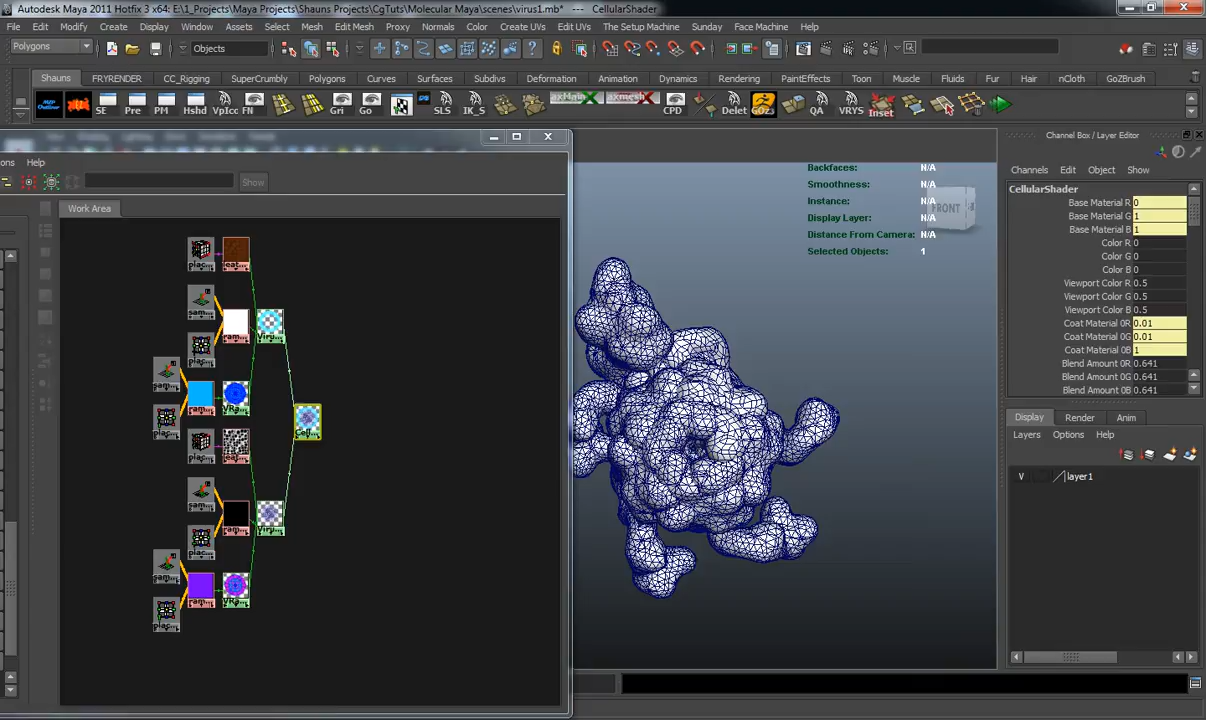 Autodesk Maya 2011 Hotfix 3 x64: E:\1_Projects\Maya Projects\Shauns Projects\CgTuts\Molecular Maya\scenes\virus1.mb* --- CellularShader
File Edit Modify Create Display Window Assets Select Mesh Edit Mesh Proxy Normals Color Create UVs Edit UVs The Setup Machine Muscle Fluids Sunday Axe Machine Help
Polygons Objects
Shauns FRYRENDER CC_Rigging SuperCrumbly Polygons Curves Surfaces Subdivs Deformation Animation Dynamics Rendering PaintEffects Toon Muscle Fluids Fur Hair nCloth GoZBrush
SE Pre PM Hshd VpIcc FN Gri Go SLS IK_S axMain axmesh CPD Delet GoZs QA VRYS Inset
Channel Box / Layer Editor
ons Help
Show
Work Area
Backfaces: N/A
Smoothness: N/A
Instance: N/A
Display Layer: N/A
Distance From Camera: N/A
Selected Objects: 1
FRONT
Channels Edit Object Show
CellularShader
Base Material R 0
Base Material G 1
Base Material B 1
Color R 0
Color G 0
Color B 0
Viewport Color R 0.5
Viewport Color G 0.5
Viewport Color B 0.5
Coat Material 0R 0.01
Coat Material 0G 0.01
Coat Material 0B 1
Blend Amount 0R 0.641
Blend Amount 0G 0.641
Blend Amount 0B 0.641
Display Render Anim
Layers Options Help
V layer1